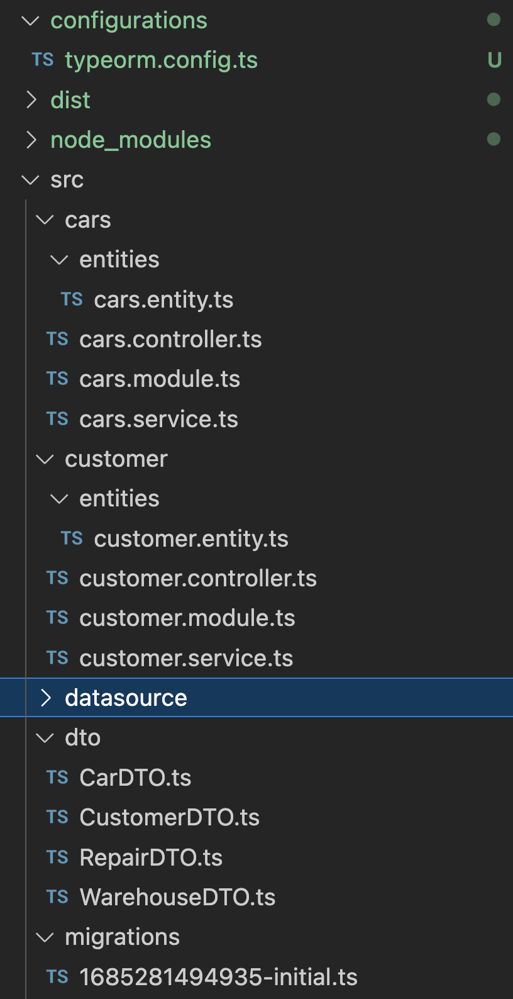 configurations
TS typeorm.config.ts U
dist
node_modules
src
cars
entities
TS cars.entity.ts
TS cars.controller.ts
TS cars.module.ts
TS cars.service.ts
customer
entities
TS customer.entity.ts
TS customer.controller.ts
TS customer.module.ts
TS customer.service.ts
datasource
dto
TS CarDTO.ts
TS CustomerDTO.ts
TS RepairDTO.ts
TS WarehouseDTO.ts
migrations
TS 1685281494935-initial.ts